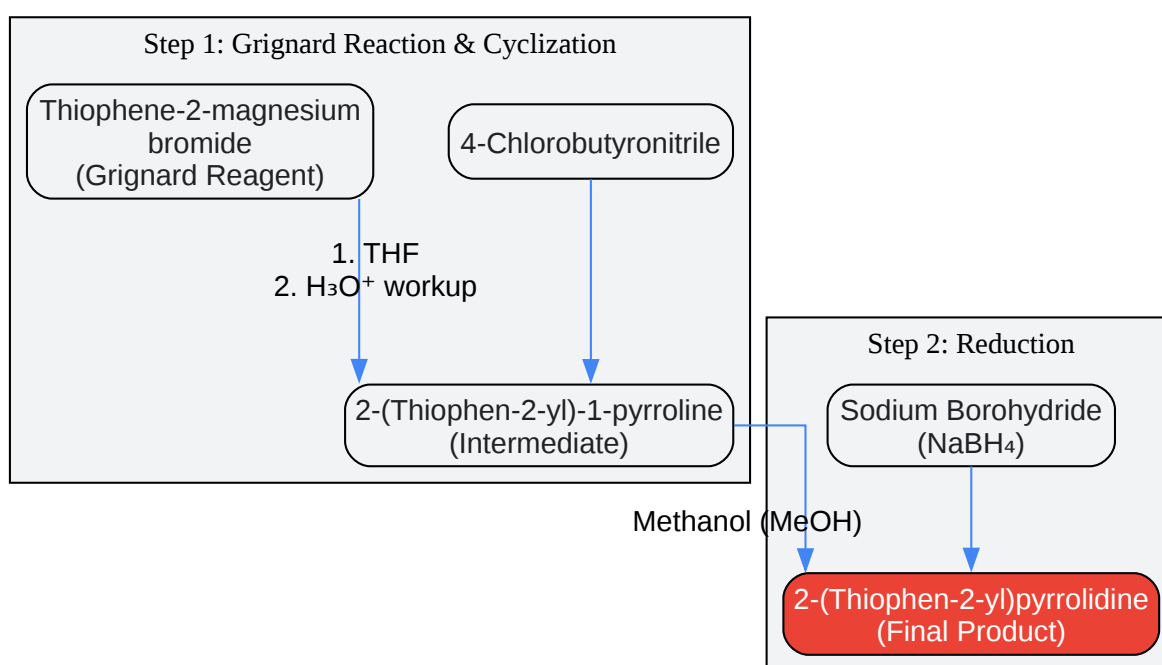 Step 1: Grignard Reaction & Cyclization
Thiophene-2-magnesium
bromide
(Grignard Reagent)
4-Chlorobutyronitrile
1. THF
2. H₃O⁺ workup
2-(Thiophen-2-yl)-1-pyrroline
(Intermediate)
Step 2: Reduction
Sodium Borohydride
(NaBH₄)
Methanol (MeOH)
2-(Thiophen-2-yl)pyrrolidine
(Final Product)